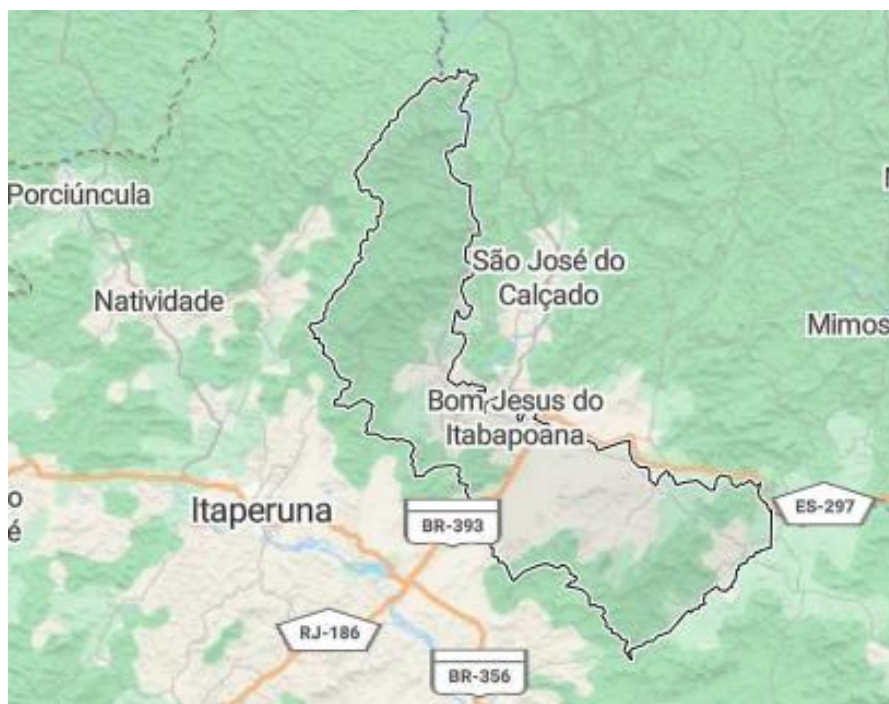 Porciúncula
São José do
Calçado
Natividade
Mimos
Bom Jesus do
Itabapoana
o
é
Itaperuna
BR-393
ES-297
RJ-186
BR-356